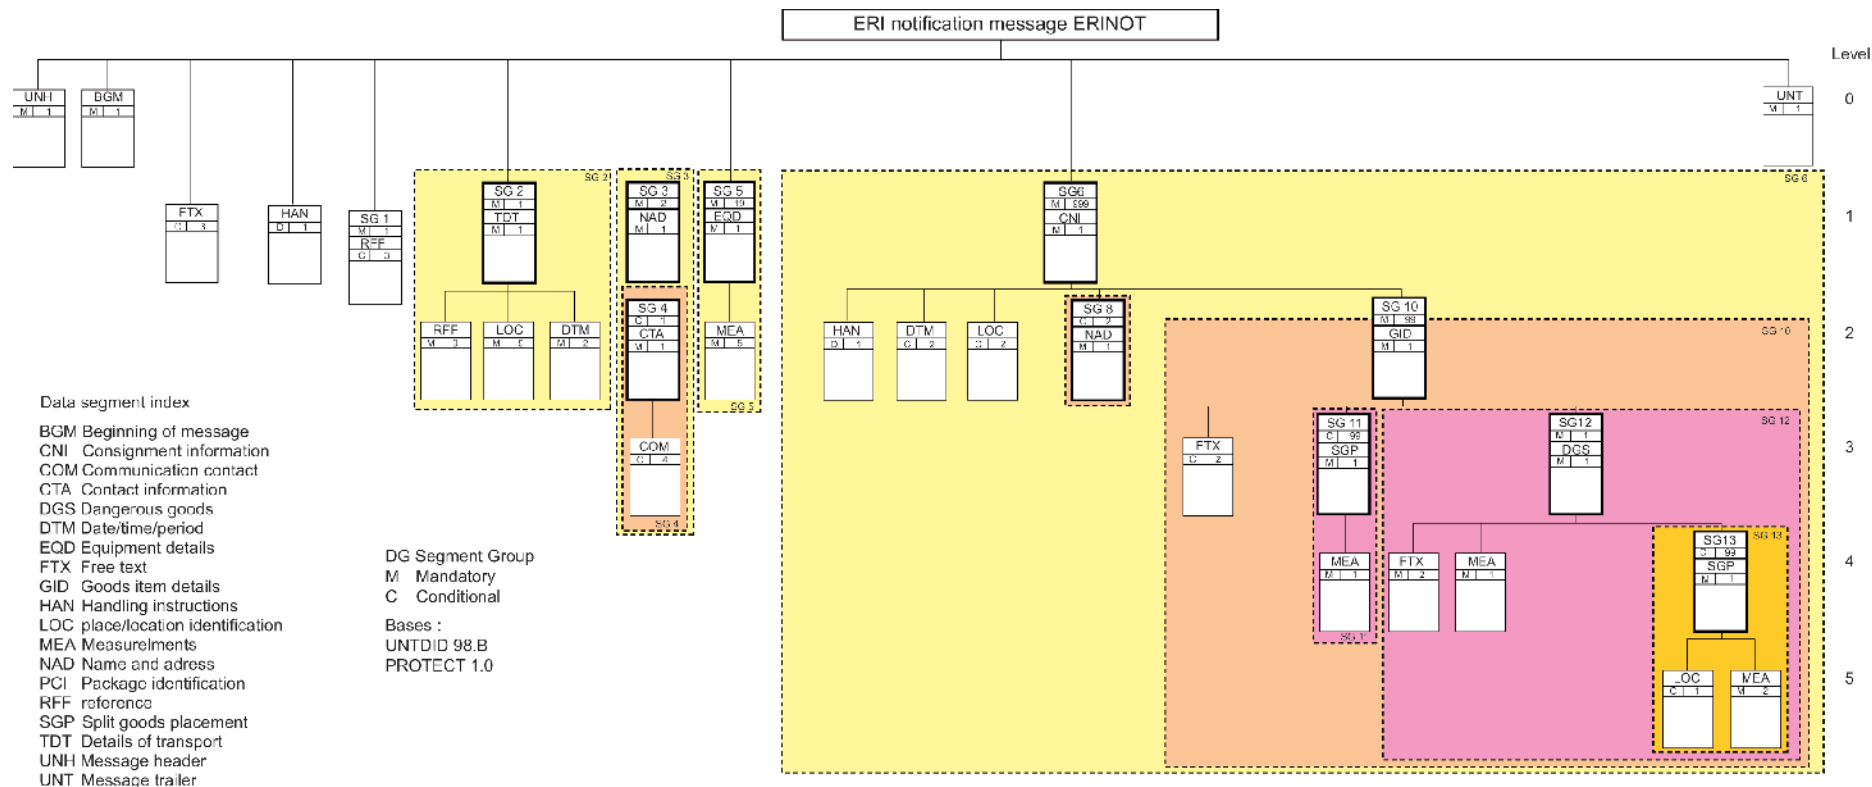 ERI notification message ERINOT
Level
UNH
M 1
BGM
M 1
UNT
M 1
0
SG 2
SG 3
SG 6
FTX
C 3
HAN
D 1
SG 1
M 1
RFF
C 3
SG 2
M 1
TDT
M 1
SG 3
M 2
NAD
M 1
SG 5
M
EQD
M 1
SG6
M 999
CNI
M 1
1
RFF
M 3
LOC
M 5
DTM
M 2
SG 4
C 1
CTA
M 1
MEA
M 5
HAN
D 1
DTM
C 2
LOC
C 2
SG 8
C 2
NAD
M 1
SG 10
M 99
GID
M 1
SG 10
2
SG 5
COM
C 4
SG 4
FTX
C 2
SG 11
C 99
SGP
M 1
SG12
M 1
DGS
M 1
SG 12
3
MEA
M 1
SG 11
FTX
M 2
MEA
M 1
SG13
C 99
SGP
M 1
SG 13
4
LOC
C 1
MEA
M 2
5
Data segment index
BGM Beginning of message
CNI Consignment information
COM Communication contact
CTA Contact information
DGS Dangerous goods
DTM Date/time/period
EQD Equipment details
FTX Free text
GID Goods item details
HAN Handling instructions
LOC place/location identification
MEA Measurelments
NAD Name and adress
PCI Package identification
RFF reference
SGP Split goods placement
TDT Details of transport
UNH Message header
UNT Message trailer
DG Segment Group
M Mandatory
C Conditional
Bases :
UNTDID 98.B
PROTECT 1.0